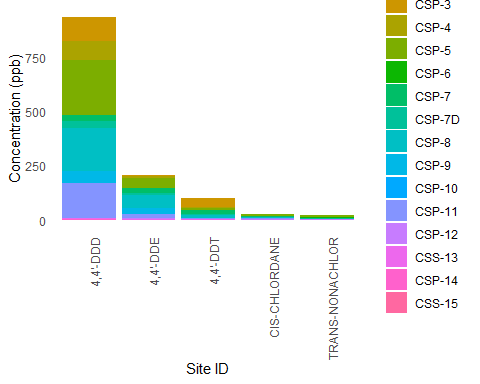 CSP-3
CSP-4
CSP-5
CSP-6
CSP-7
CSP-7D
CSP-8
CSP-9
CSP-10
CSP-11
CSP-12
CSS-13
CSP-14
CSS-15
Concentration (ppb)
750
500
250
0
4,4'-DDD
4,4'-DDE
4,4'-DDT
CIS-CHLORDANE
TRANS-NONACHLOR
Site ID